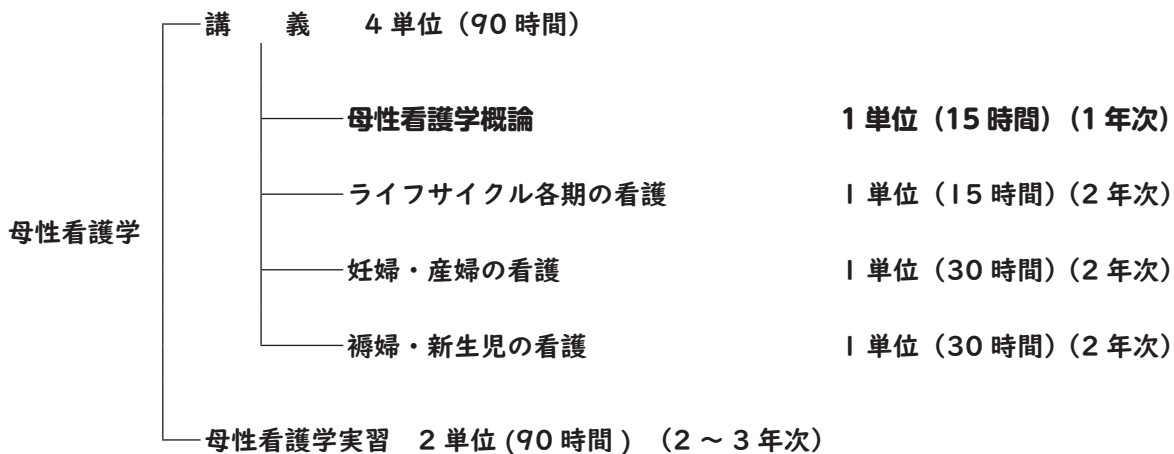 講　義　4 単位（90 時間）
母性看護学概論　1 単位（15 時間）（1 年次）
ライフサイクル各期の看護　1 単位（15 時間）（2 年次）
母性看護学
妊婦・産婦の看護　1 単位（30 時間）（2 年次）
褥婦・新生児の看護　1 単位（30 時間）（2 年次）
母性看護学実習　2 単位 (90 時間 ) （2 ～ 3 年次）